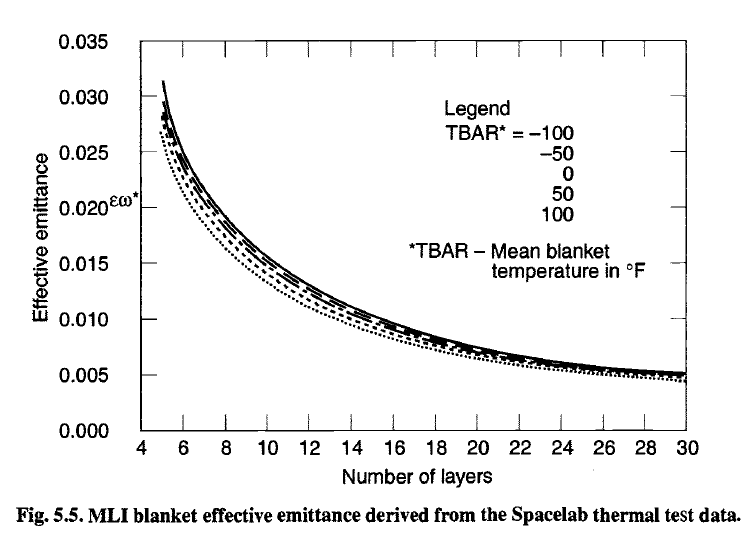 0.035
0.030
0.025
0.020
0.015
0.010
0.005
0.000
Effective emittance
εω*
Legend
TBAR* = −100
−50
0
50
100
*TBAR – Mean blanket
temperature in °F
4 6 8 10 12 14 16 18 20 22 24 26 28 30
Number of layers
Fig. 5.5. MLI blanket effective emittance derived from the Spacelab thermal test data.